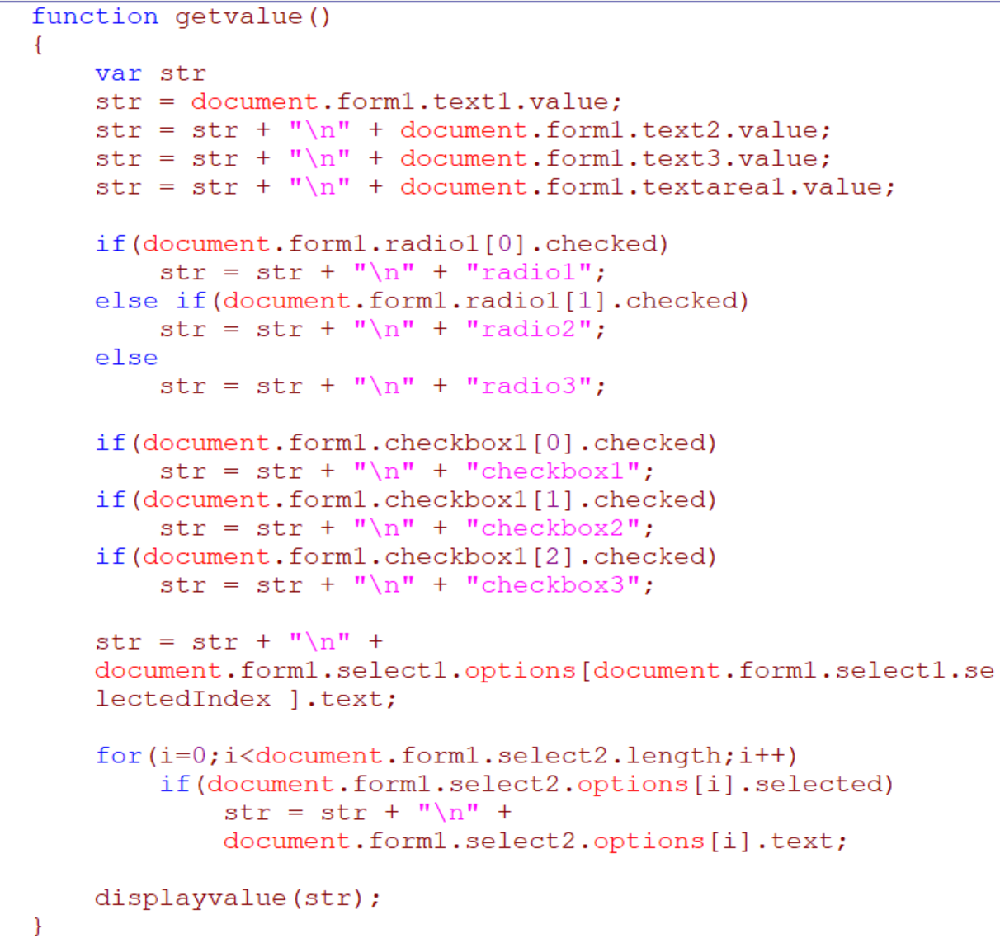 function getvalue()
{
var str
str = document.form1.text1.value;
str = str + "\n" + document.form1.text2.value;
str = str + "\n" + document.form1.text3.value;
str = str + "\n" + document.form1.textarea1.value;
if(document.form1.radio1[0].checked)
str = str + "\n" + "radio1";
else if(document.form1.radio1[1].checked)
str = str + "\n" + "radio2";
else
str = str + "\n" + "radio3";
if(document.form1.checkbox1[0].checked)
str = str + "\n" + "checkbox1";
if(document.form1.checkbox1[1].checked)
str = str + "\n" + "checkbox2";
if(document.form1.checkbox1[2].checked)
str = str + "\n" + "checkbox3";
str = str + "\n" +
document.form1.select1.options[document.form1.select1.se
lectedIndex ].text;
for(i=0;i<document.form1.select2.length;i++)
if(document.form1.select2.options[i].selected)
str = str + "\n" +
document.form1.select2.options[i].text;
displayvalue(str);
}